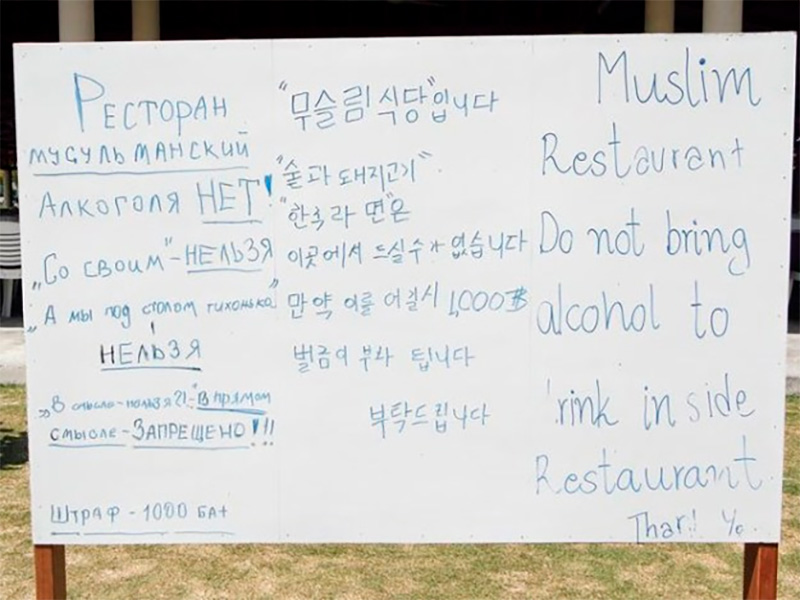 Ресторан
мусульманский
Алкоголя НЕТ!
„Со своим" - НЕЛЬЗЯ
„А мы под столом тихонько"
НЕЛЬЗЯ
„В смысле - нельзя?! - В прямом
смысле - ЗАПРЕЩЕНО!!!
Штраф - 1000 бат
"무슬림 식당"입니다
"술과 돼지고기"
"한국라면"은
이곳에서 드실수가 없습니다
만약 이를 어길시 1,000฿
벌금이 부과 됩니다
부탁드립니다
Muslim
Restaurant
Do not bring
alcohol to
rink in side
Restaurant